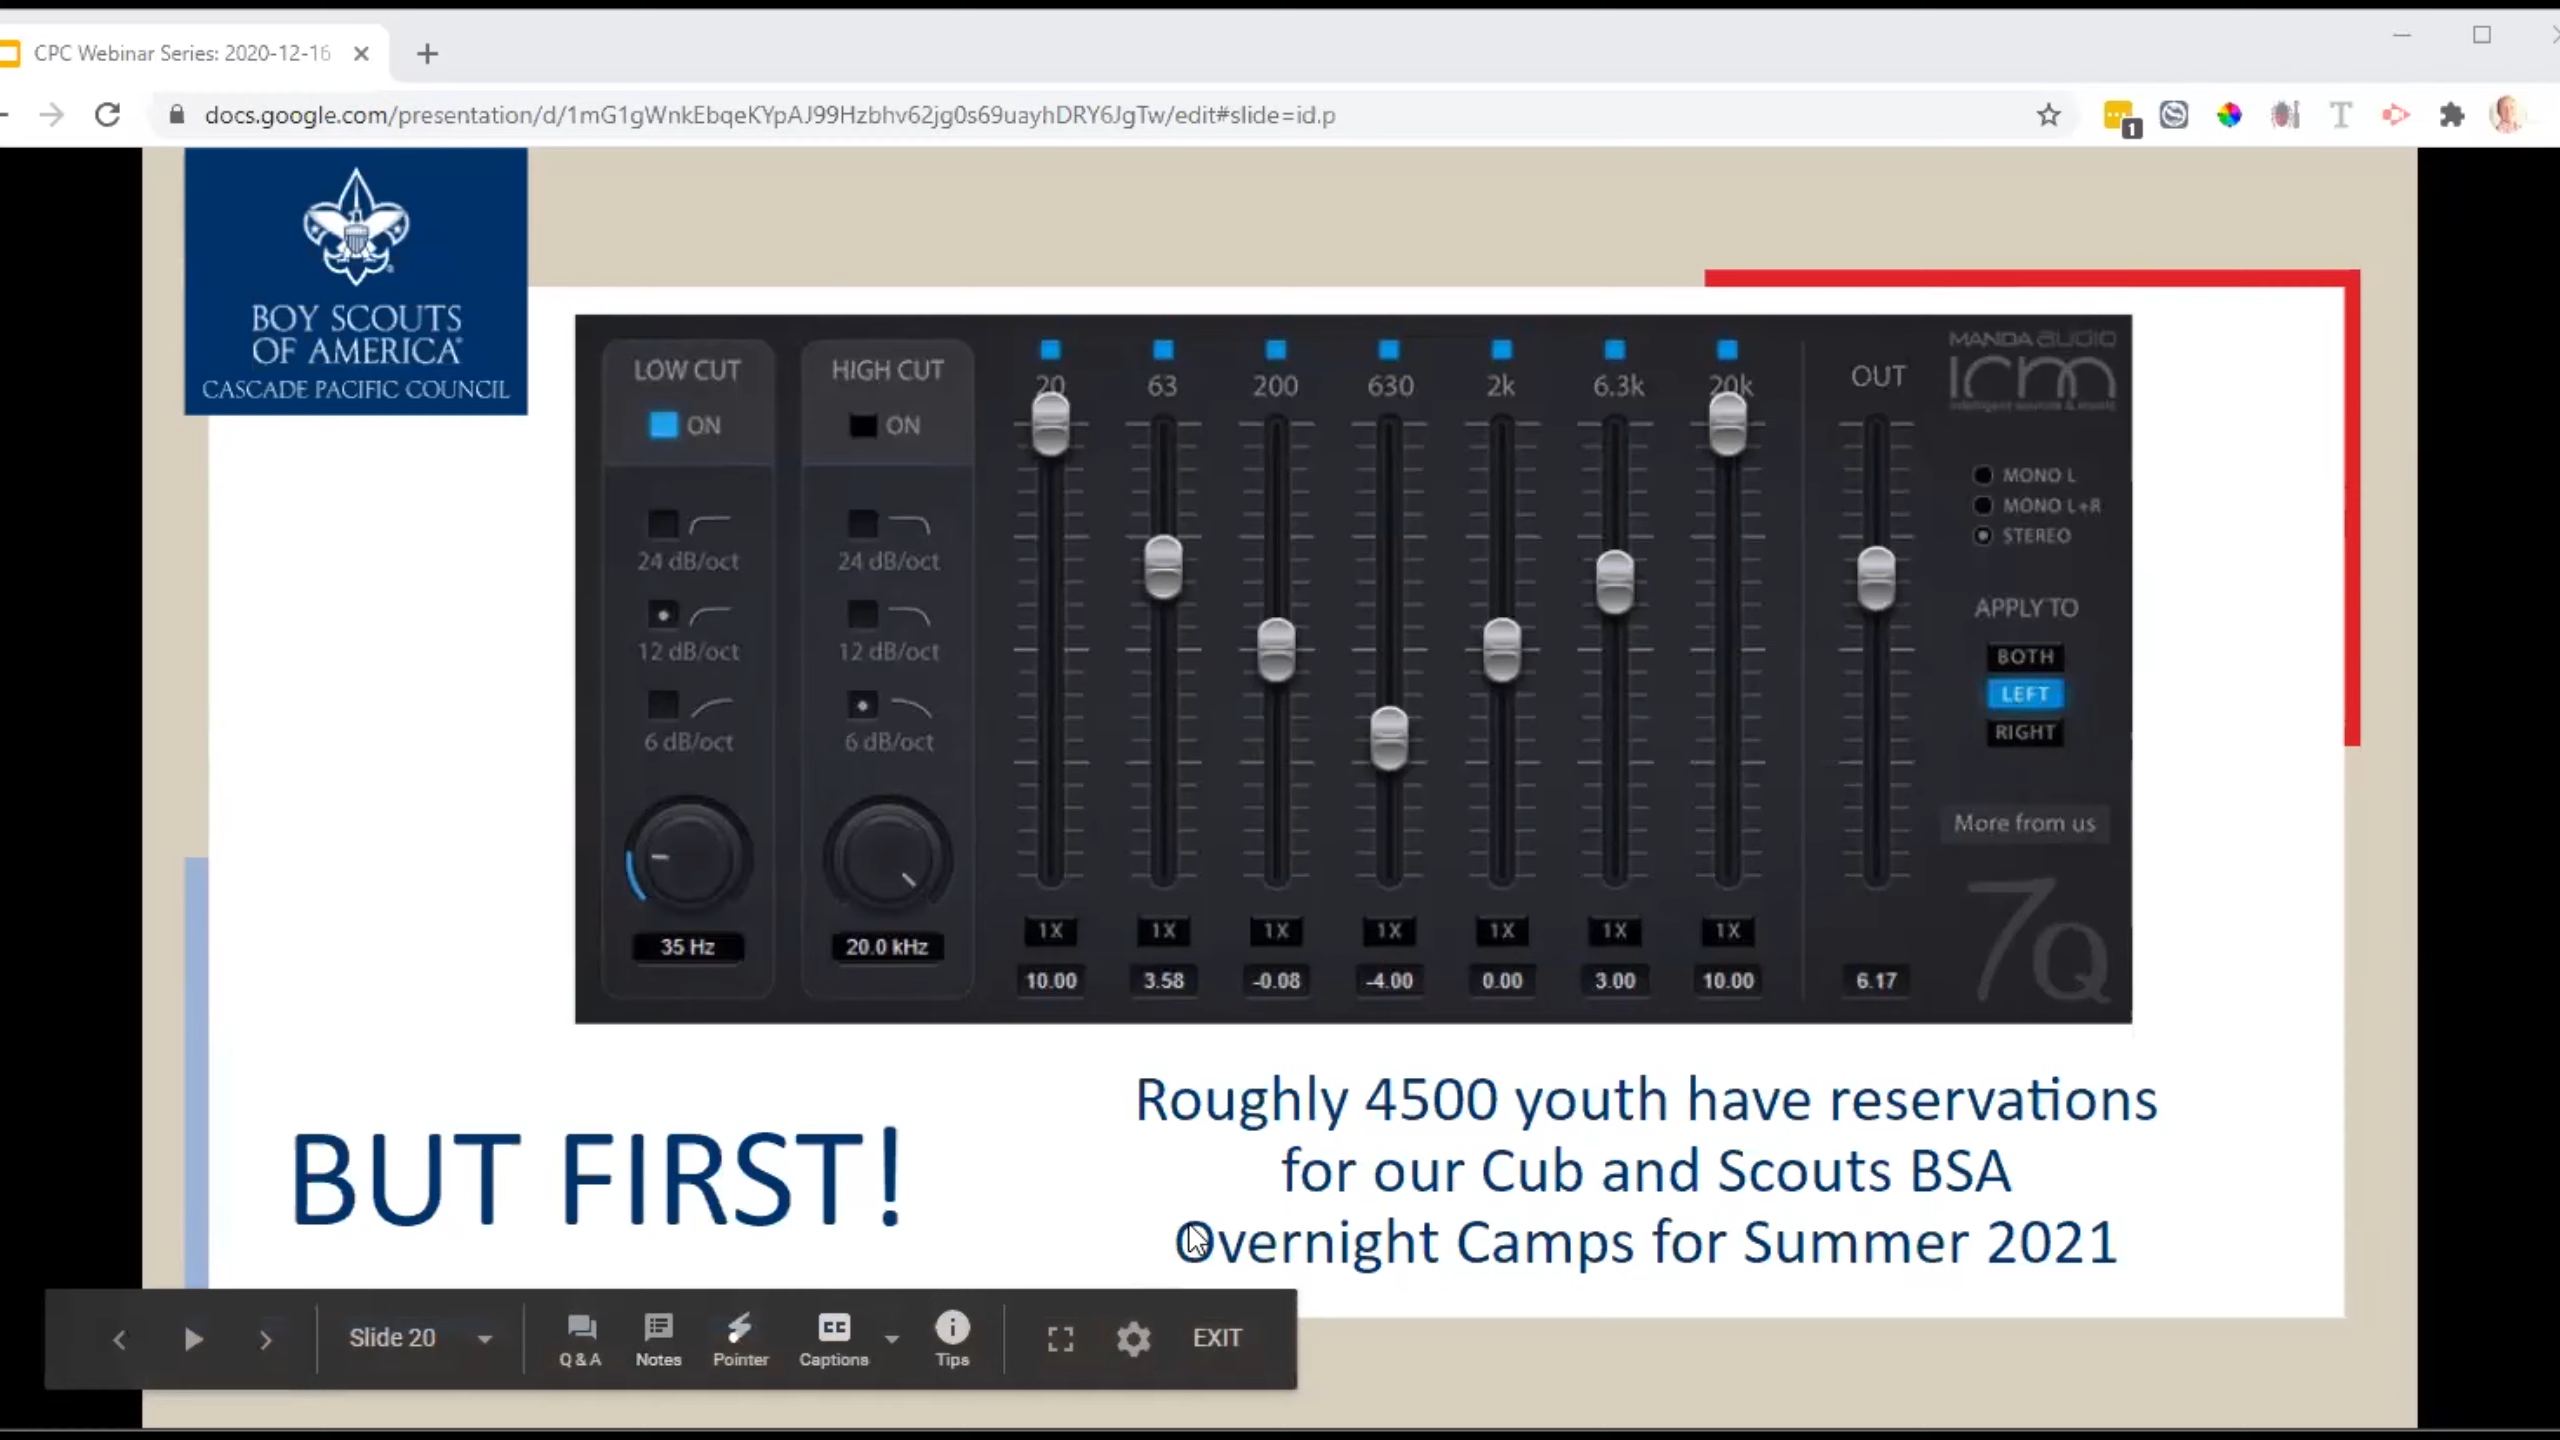 CPC Webinar Series: 2020-12-16
docs.google.com/presentation/d/1mG1gWnkEbqeKYpAJ99Hzbhv62jg0s69uayhDRY6JgTw/edit#slide=id.p
1
T
BOY SCOUTS
OF AMERICA®
CASCADE PACIFIC COUNCIL
LOW CUT
ON
24 dB/oct
12 dB/oct
6 dB/oct
35 Hz
HIGH CUT
ON
24 dB/oct
12 dB/oct
6 dB/oct
20.0 kHz
20 63 200 630 2k 6.3k 20k
1X 1X 1X 1X 1X 1X 1X
10.00 3.58 -0.08 -4.00 0.00 3.00 10.00
OUT
6.17
MANDA audio
icm
MONO L
MONO L+R
STEREO
APPLY TO
BOTH
LEFT
RIGHT
More from us
7Q
BUT FIRST!
Roughly 4500 youth have reservations
for our Cub and Scouts BSA
Overnight Camps for Summer 2021
Slide 20
Q & A
Notes
Pointer
CC
Captions
Tips
EXIT